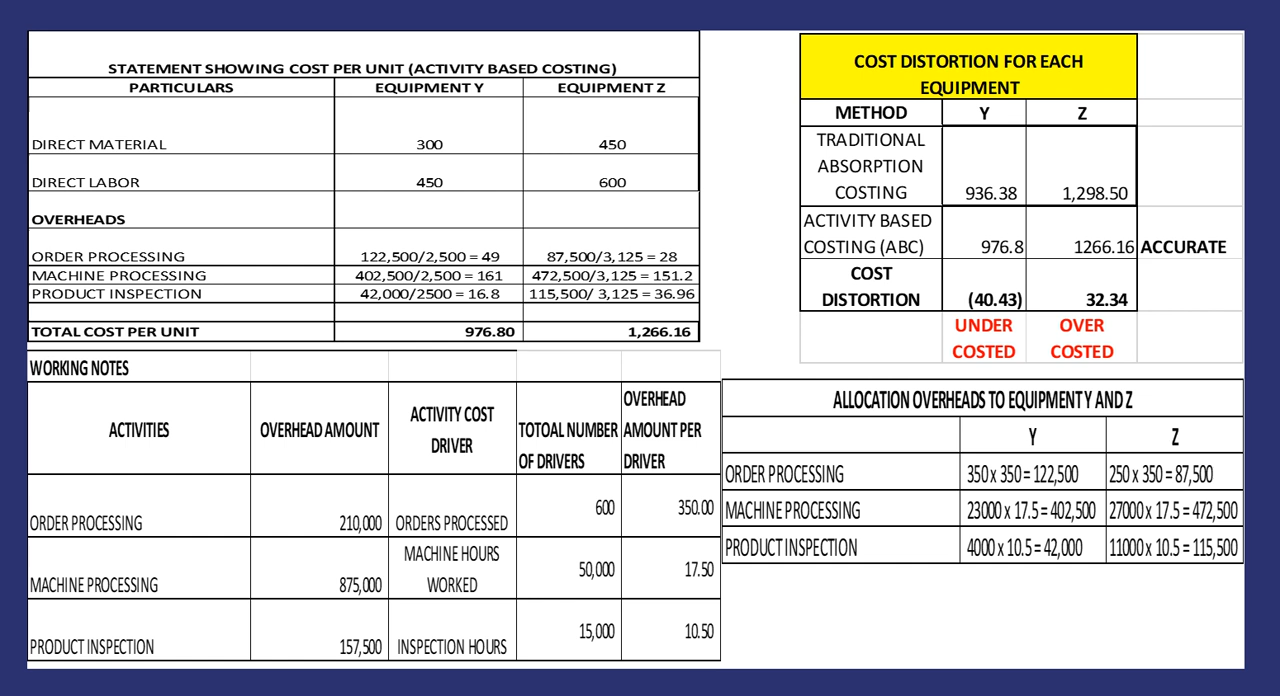 STATEMENT SHOWING COST PER UNIT (ACTIVITY BASED COSTING)
PARTICULARS EQUIPMENT Y EQUIPMENT Z
DIRECT MATERIAL 300 450
DIRECT LABOR 450 600
OVERHEADS
ORDER PROCESSING 122,500/2,500 = 49 87,500/3,125 = 28
MACHINE PROCESSING 402,500/2,500 = 161 472,500/3,125 = 151.2
PRODUCT INSPECTION 42,000/2500 = 16.8 115,500/ 3,125 = 36.96
TOTAL COST PER UNIT 976.80 1,266.16
COST DISTORTION FOR EACH
EQUIPMENT
METHOD Y Z
TRADITIONAL
ABSORPTION
COSTING 936.38 1,298.50
ACTIVITY BASED
COSTING (ABC) 976.8 1266.16 ACCURATE
COST
DISTORTION (40.43) 32.34
UNDER OVER
COSTED COSTED
WORKING NOTES
ACTIVITIES OVERHEAD AMOUNT
ACTIVITY COST
DRIVER
TOTOAL NUMBER
OF DRIVERS
OVERHEAD
AMOUNT PER
DRIVER
ORDER PROCESSING 210,000 ORDERS PROCESSED 600 350.00
MACHINE PROCESSING 875,000
MACHINE HOURS
WORKED
50,000 17.50
PRODUCT INSPECTION 157,500 INSPECTION HOURS 15,000 10.50
ALLOCATION OVERHEADS TO EQUIPMENT Y AND Z
Y Z
ORDER PROCESSING 350 x 350 = 122,500 250 x 350 = 87,500
MACHINE PROCESSING 23000 x 17.5 = 402,500 27000 x 17.5 = 472,500
PRODUCT INSPECTION 4000 x 10.5 = 42,000 11000 x 10.5 = 115,500